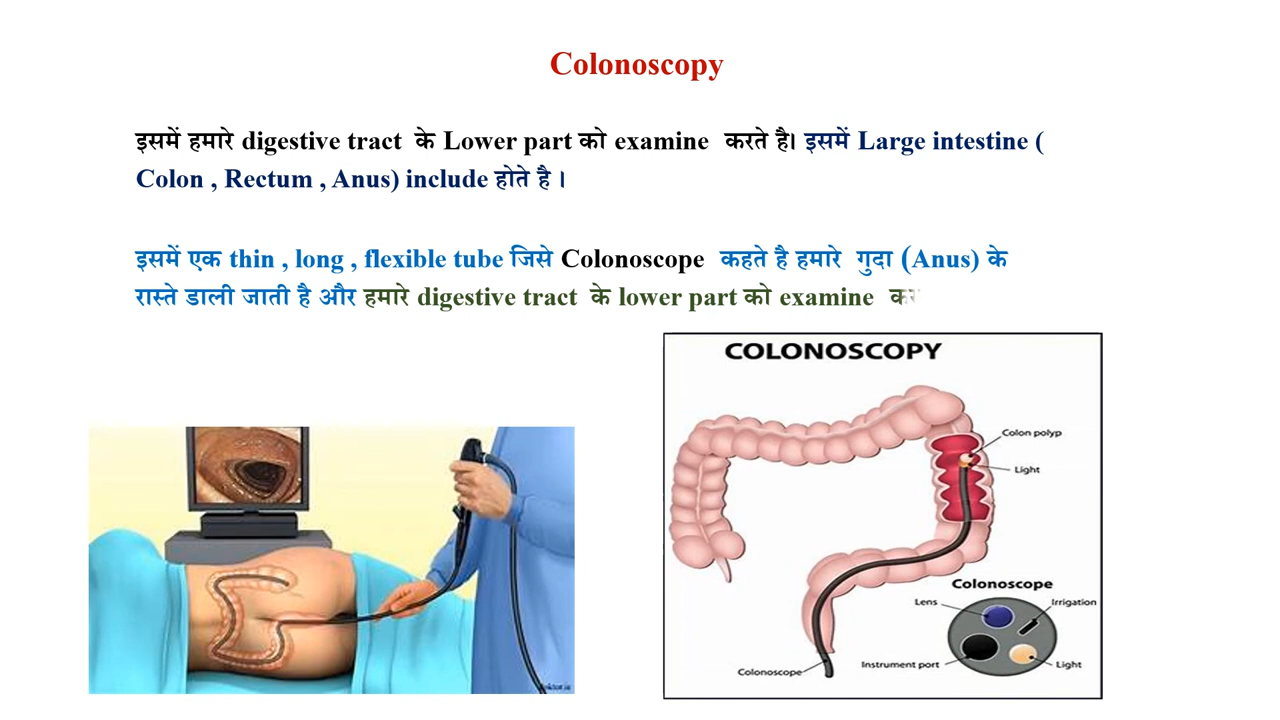 Colonoscopy
इसमें हमारे digestive tract के Lower part को examine करते है। इसमें Large intestine (
Colon , Rectum , Anus) include होते है ।
इसमें एक thin , long , flexible tube जिसे Colonoscope कहते है हमारे गुदा (Anus) के
रास्ते डाली जाती है और हमारे digestive tract के lower part को examine
COLONOSCOPY
Colon polyp
Light
Colonoscope
Lens
Irrigation
Instrument port
Light
Colonoscope